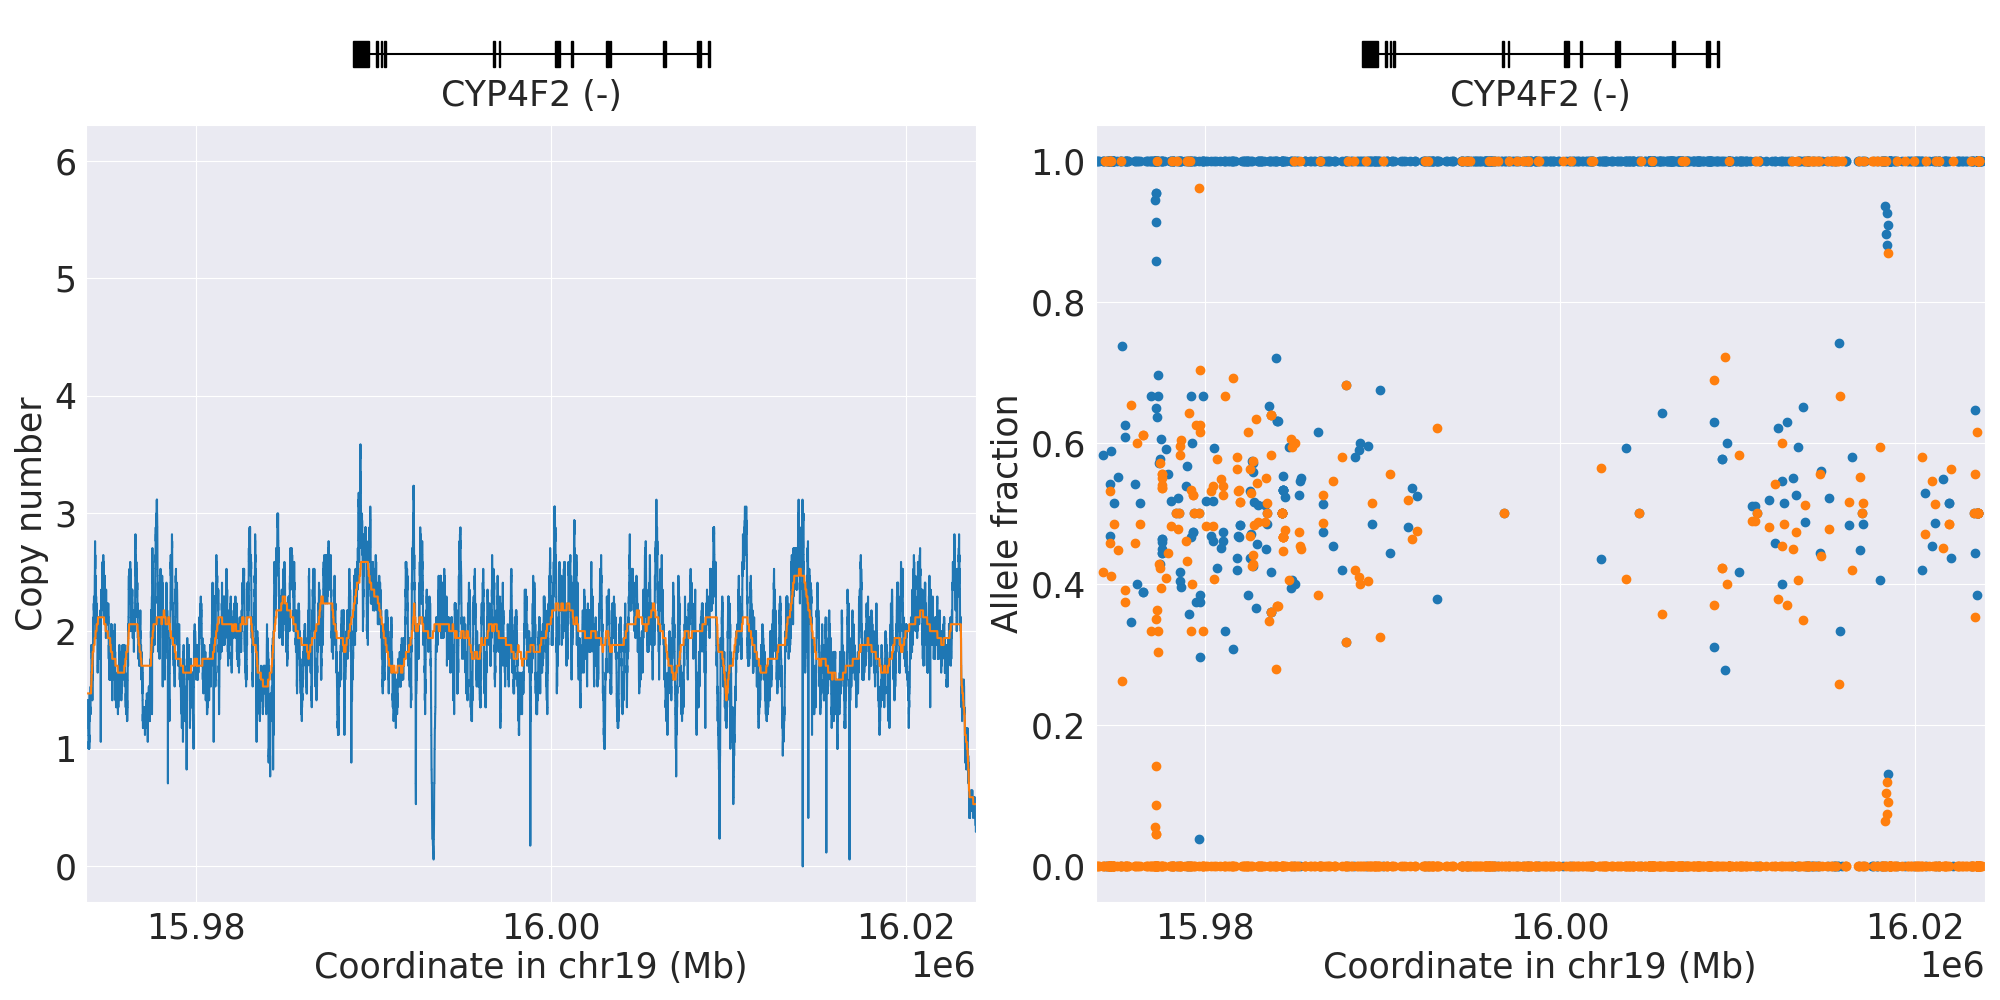 CYP4F2 (-)
6
5
4
3
2
1
0
Copy number
15.98
16.00
16.02
Coordinate in chr19 (Mb)
1e6
CYP4F2 (-)
1.0
0.8
0.6
0.4
0.2
0.0
Allele fraction
15.98
16.00
16.02
Coordinate in chr19 (Mb)
1e6